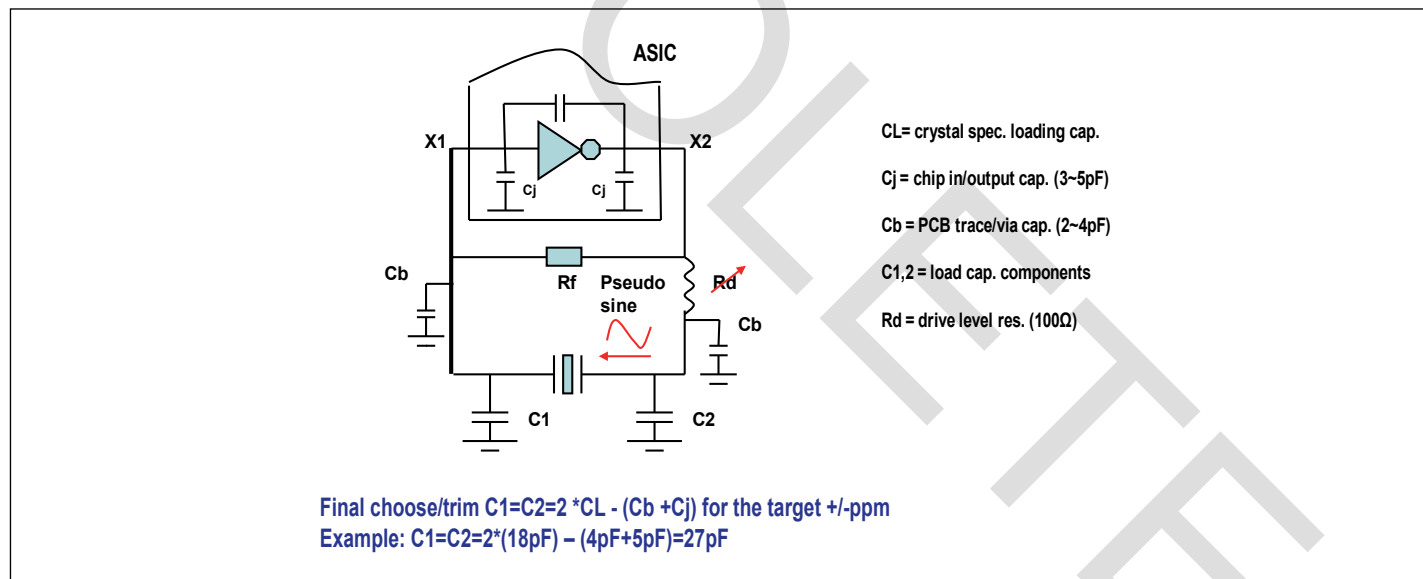 ASIC
X1
X2
Cj
Cj
Cb
Rf
Pseudo
sine
Rd
Cb
C1
C2
CL= crystal spec. loading cap.
Cj = chip in/output cap. (3~5pF)
Cb = PCB trace/via cap. (2~4pF)
C1,2 = load cap. components
Rd = drive level res. (100Ω)
Final choose/trim C1=C2=2 *CL - (Cb +Cj) for the target +/-ppm
Example: C1=C2=2*(18pF) – (4pF+5pF)=27pF
OLETE